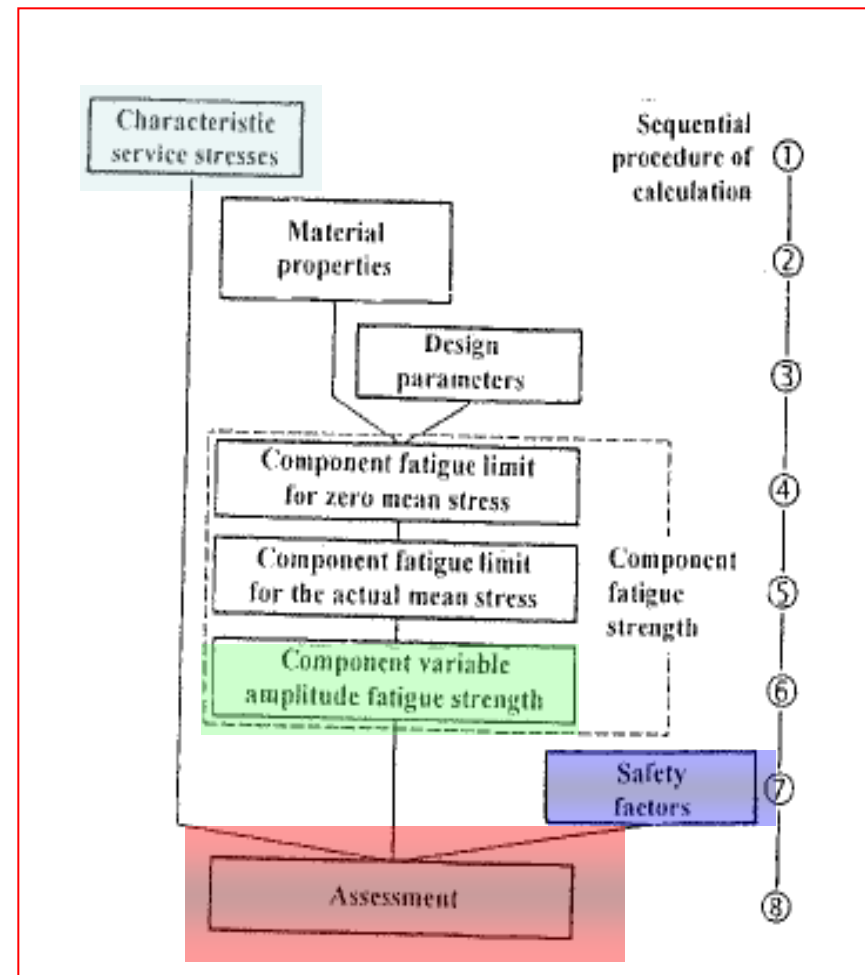 Characteristic
service stresses
Sequential
procedure of
calculation
①
Material
properties
②
Design
parameters
③
Component fatigue limit
for zero mean stress
④
Component fatigue limit
for the actual mean stress
⑤
Component
fatigue
strength
Component variable
amplitude fatigue strength
⑥
Safety
factors
⑦
Assessment
⑧